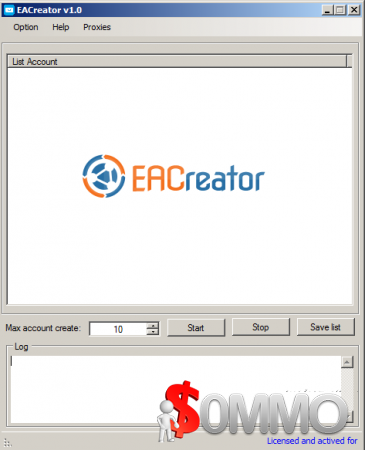 EACreator v1.0
Option Help Proxies
List Account
EACreator
Max account create: 10 Start Stop Save list
Log
$0MMO
Licensed and actived for